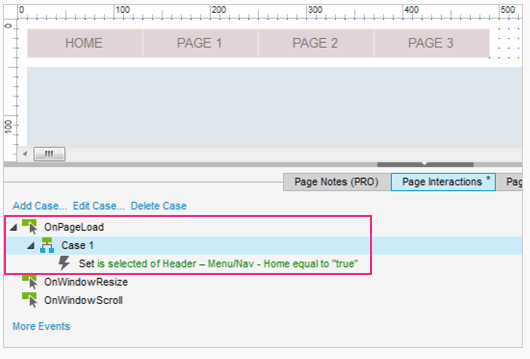 0 100 200 300 400 500
0
HOME PAGE 1 PAGE 2 PAGE 3
100
Page Notes (PRO) Page Interactions * Pag
Add Case... Edit Case... Delete Case
OnPageLoad
Case 1
Set is selected of Header – Menu/Nav - Home equal to "true"
OnWindowResize
OnWindowScroll
More Events